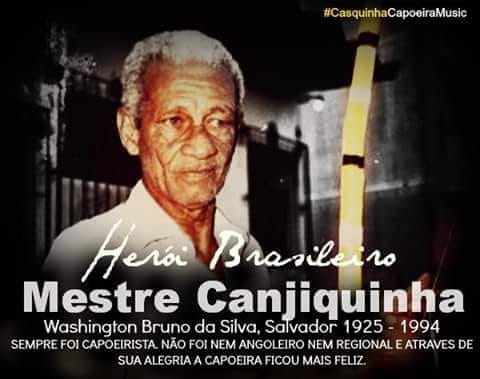 #CasquinhaCapoeiraMusic
Herói Brasileiro
Mestre Canjiquinha
Washington Bruno da Silva, Salvador 1925 - 1994
SEMPRE FOI CAPOEIRISTA. NÃO FOI NEM ANGOLEIRO NEM REGIONAL E ATRAVES DE
SUA ALEGRIA A CAPOEIRA FICOU MAIS FELIZ.